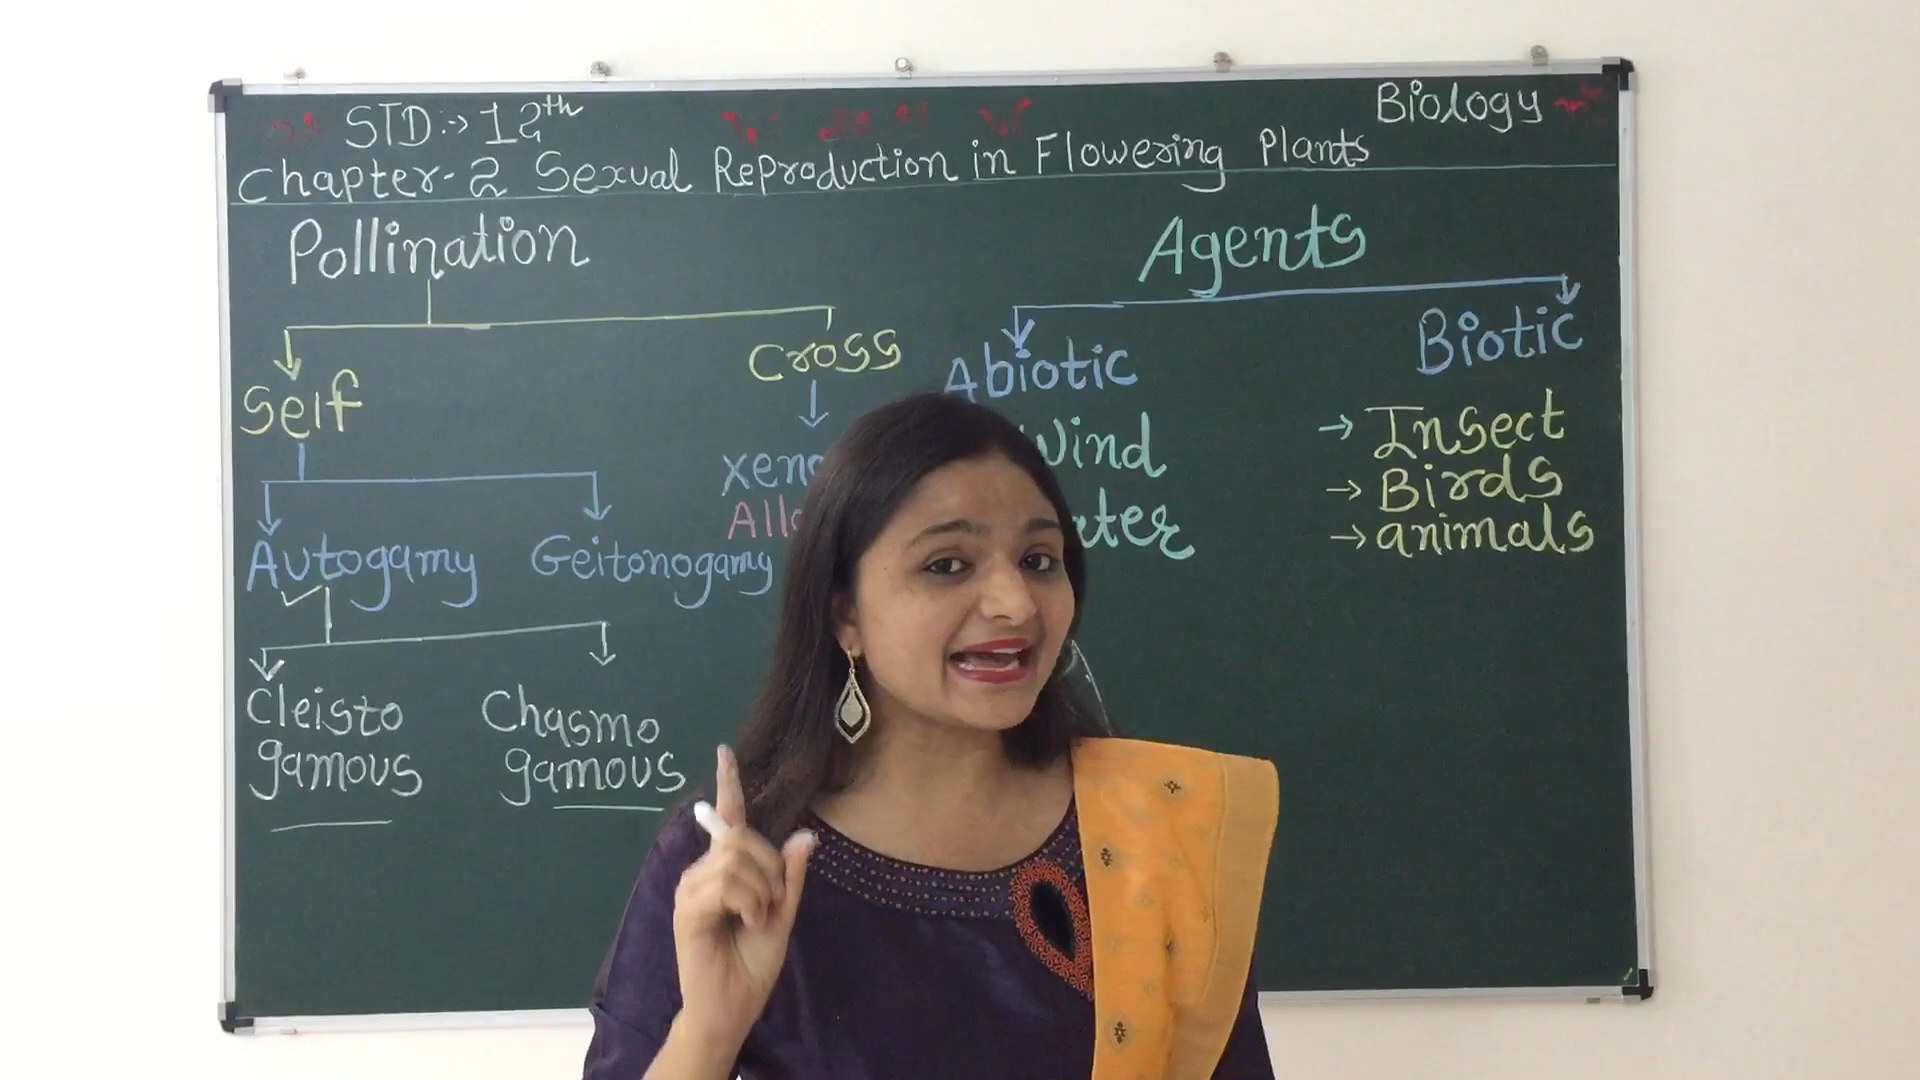 STD:-> 12th
Biology
Chapter-2 Sexual Reproduction in Flowering Plants
Pollination
Agents
Self
Cross
Abiotic
Biotic
Autogamy
Geitonogamy
Wind
Insect
Birds
animals
Cleisto
gamous
Chasmo
gamous